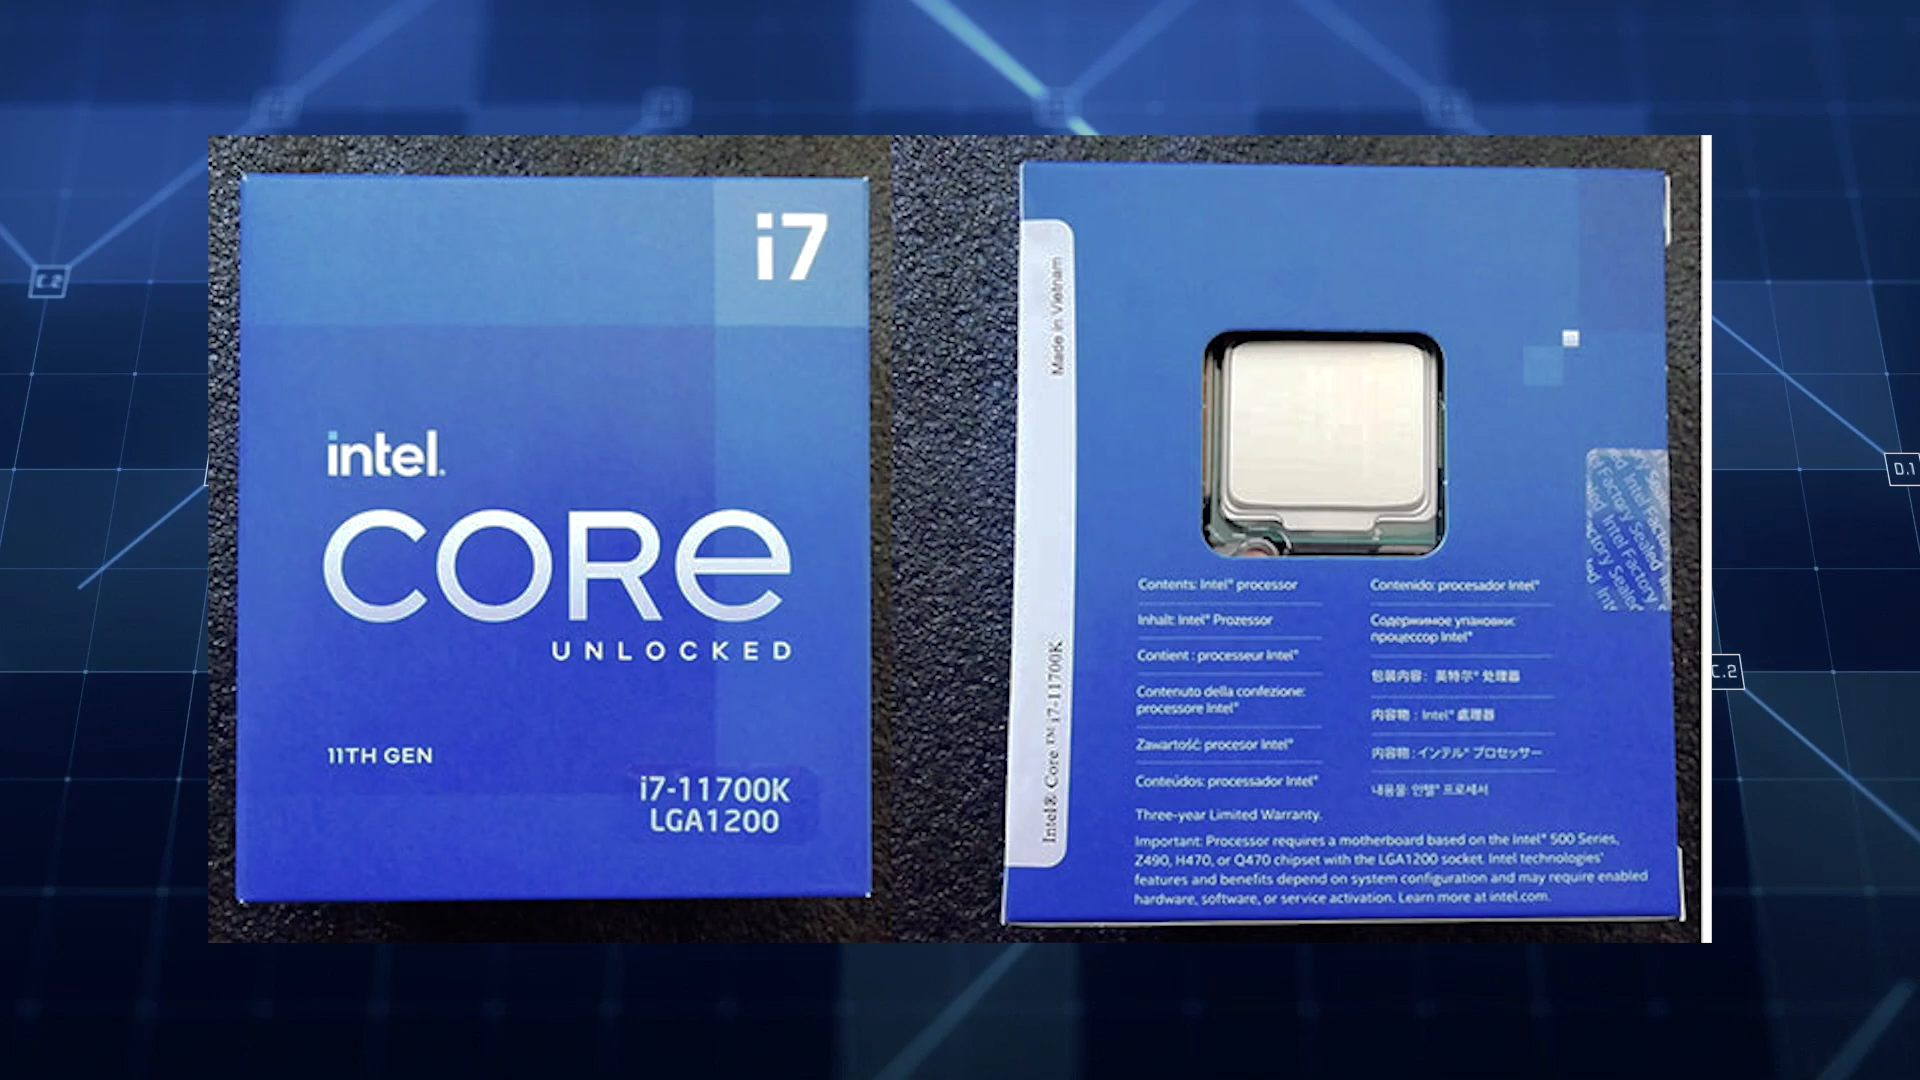 i7
intel.
CORE
UNLOCKED
11TH GEN
i7-11700K
LGA1200
Made in Vietnam
Intel® Core™ i7-11700K
Contents: Intel® processor
Inhalt: Intel® Prozessor
Contient : processeur Intel®
Contenuto della confezione:
processore Intel®
Zawartość: procesor Intel®
Conteúdos: processador Intel®
Contenido: procesador Intel®
Содержимое упаковки:
процессор Intel®
包装内容: 英特尔® 处理器
內容物 : Intel® 處理器
内容物 : インテル® プロセッサー
내용물: 인텔® 프로세서
Three-year Limited Warranty.
Important: Processor requires a motherboard based on the Intel® 500 Series,
Z490, H470, or Q470 chipset with the LGA1200 socket. Intel technologies'
features and benefits depend on system configuration and may require enabled
hardware, software, or service activation. Learn more at intel.com.
Intel Factory Sealed
C.2
D.1
C.2